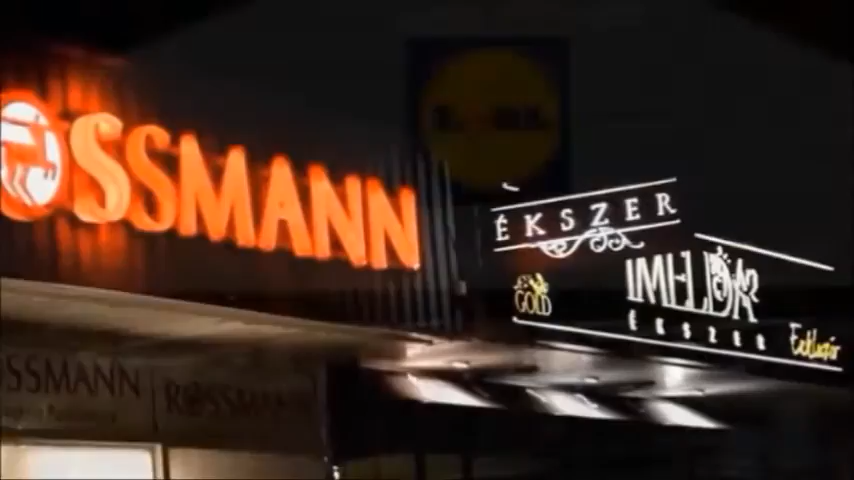 ROSSMANN
ÉKSZER
GOLD
IMELDA
ÉKSZER
ROSSMANN
ROSSMANN